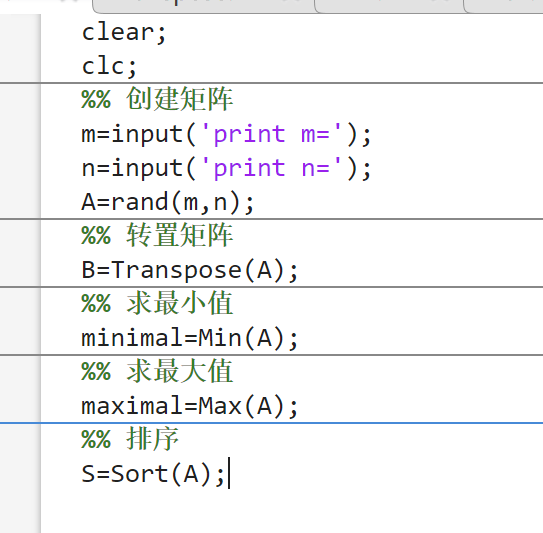 clear;
clc;
%% 创建矩阵
m=input('print m=');
n=input('print n=');
A=rand(m,n);
%% 转置矩阵
B=Transpose(A);
%% 求最小值
minimal=Min(A);
%% 求最大值
maximal=Max(A);
%% 排序
S=Sort(A);